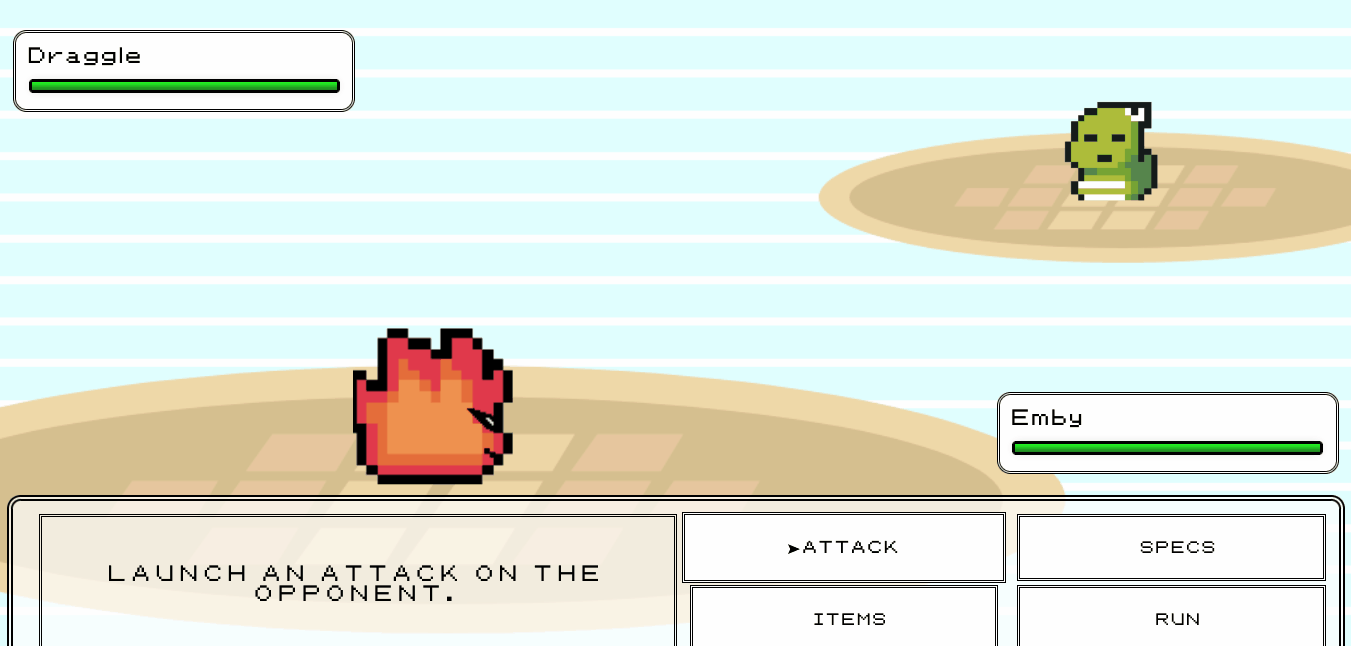 Draggle
Emby
LAUNCH AN ATTACK ON THE
OPPONENT.
➤ATTACK
SPECS
ITEMS
RUN